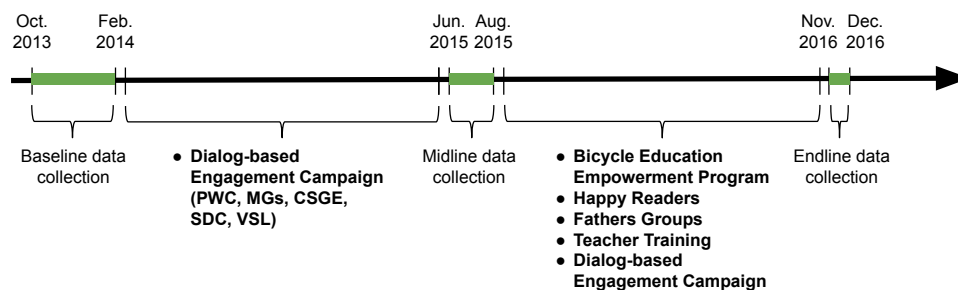 Oct. 2013
Feb. 2014
Jun. 2015
Aug. 2015
Nov. 2016
Dec. 2016
Baseline data
collection
● Dialog-based
Engagement Campaign
(PWC, MGs, CSGE,
SDC, VSL)
Midline data
collection
● Bicycle Education
Empowerment Program
● Happy Readers
● Fathers Groups
● Teacher Training
● Dialog-based
Engagement Campaign
Endline data
collection